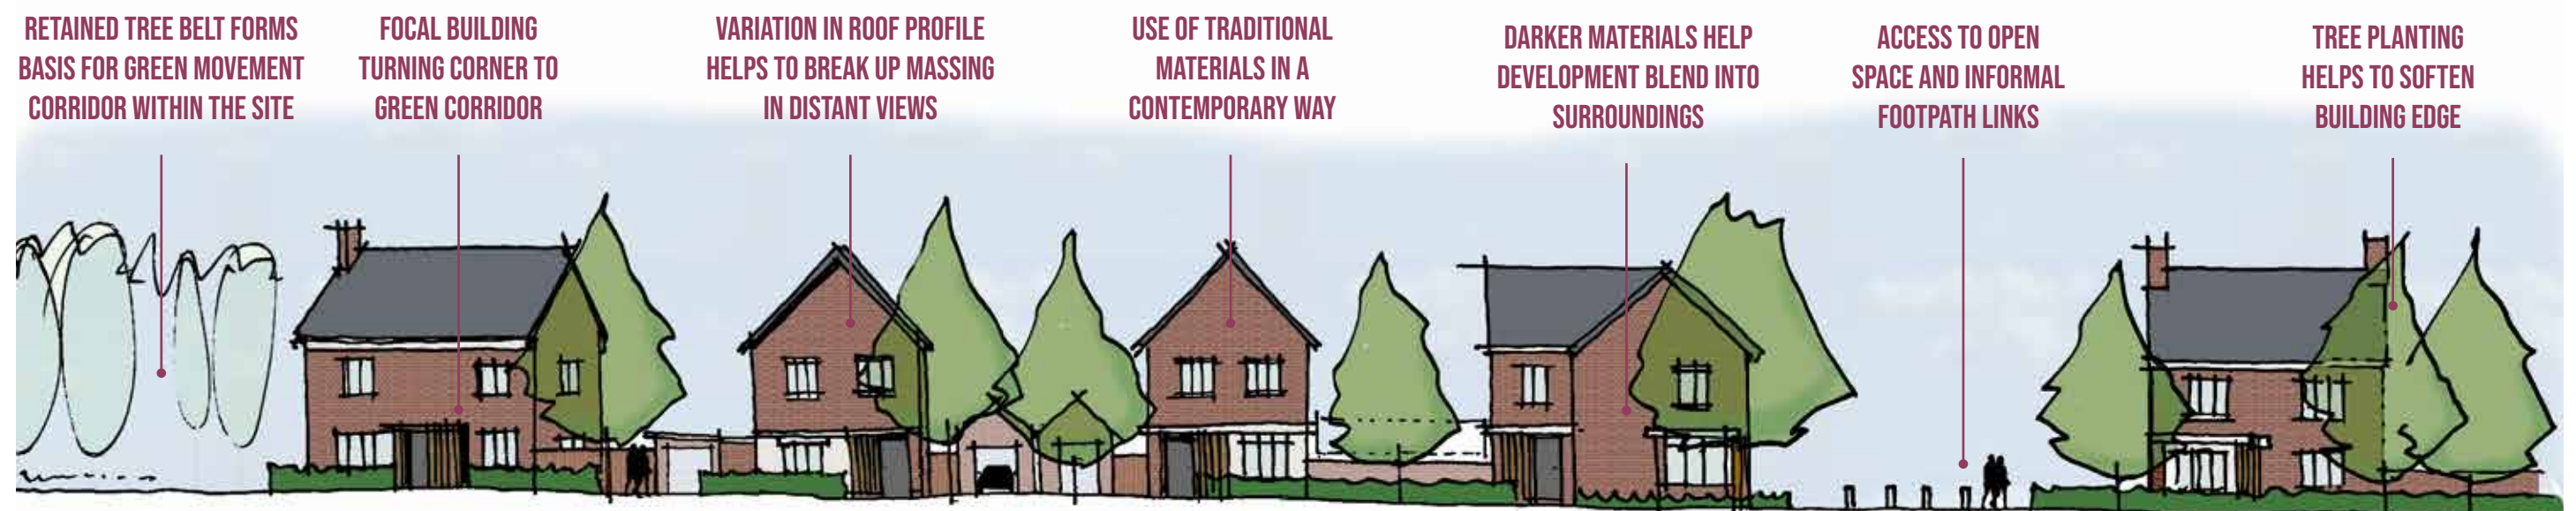 RETAINED TREE BELT FORMS
BASIS FOR GREEN MOVEMENT
CORRIDOR WITHIN THE SITE
FOCAL BUILDING
TURNING CORNER TO
GREEN CORRIDOR
VARIATION IN ROOF PROFILE
HELPS TO BREAK UP MASSING
IN DISTANT VIEWS
USE OF TRADITIONAL
MATERIALS IN A
CONTEMPORARY WAY
DARKER MATERIALS HELP
DEVELOPMENT BLEND INTO
SURROUNDINGS
ACCESS TO OPEN
SPACE AND INFORMAL
FOOTPATH LINKS
TREE PLANTING
HELPS TO SOFTEN
BUILDING EDGE